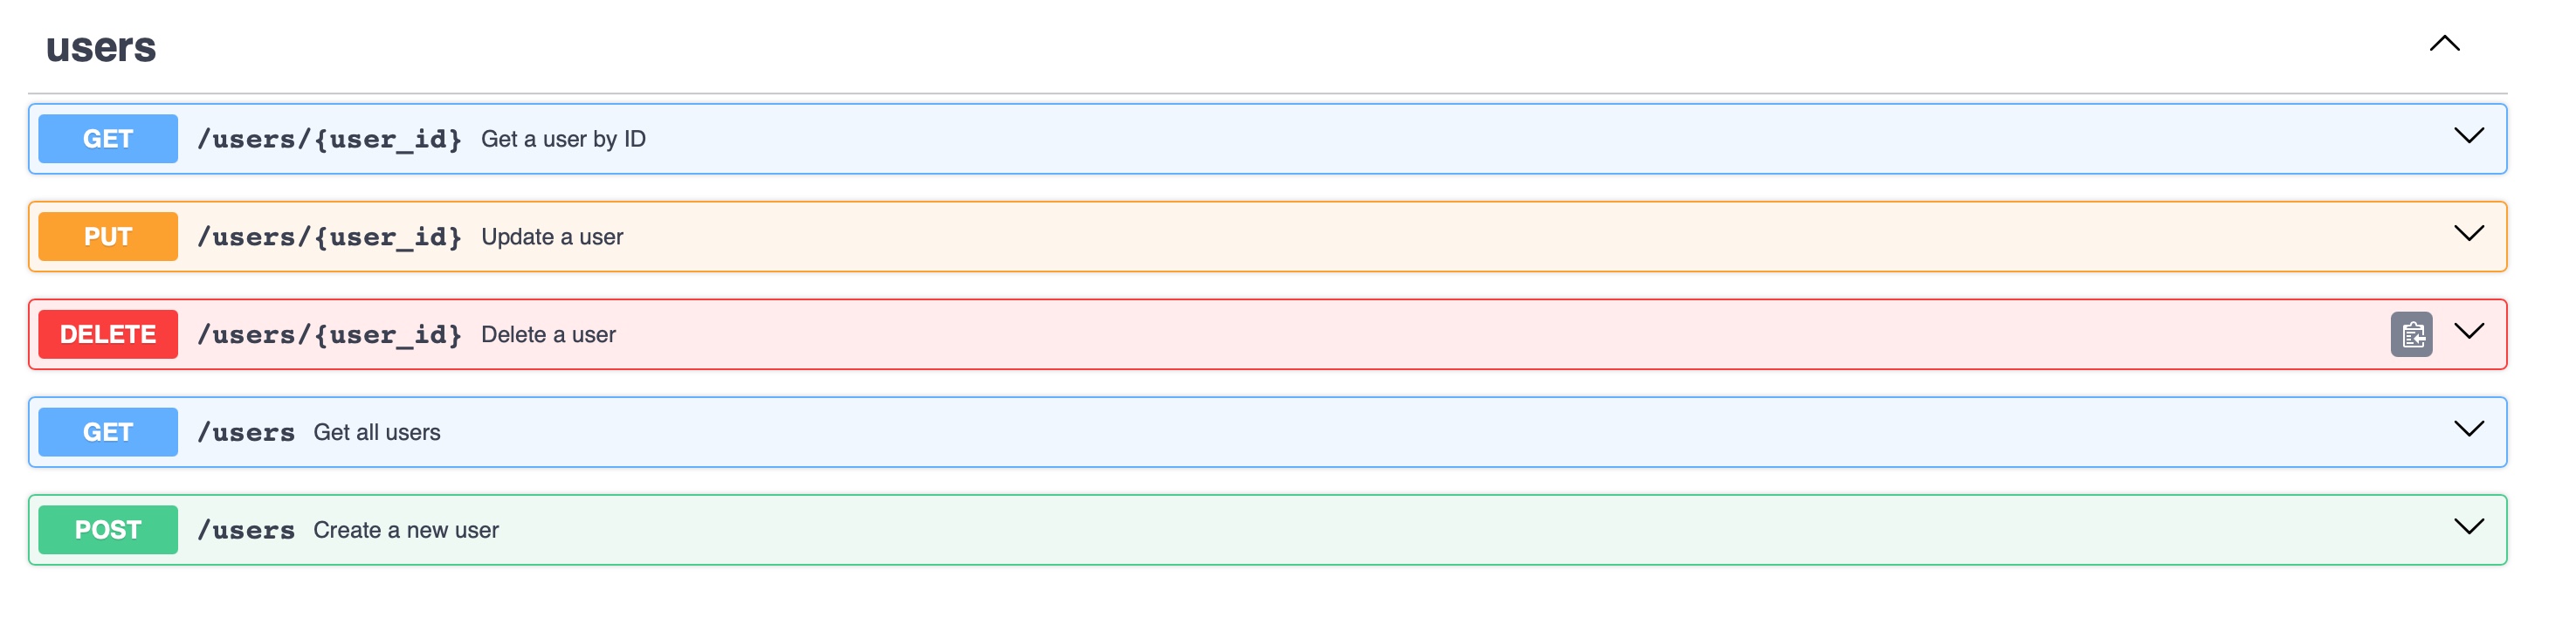 users
GET /users/{user_id} Get a user by ID
PUT /users/{user_id} Update a user
DELETE /users/{user_id} Delete a user
GET /users Get all users
POST /users Create a new user